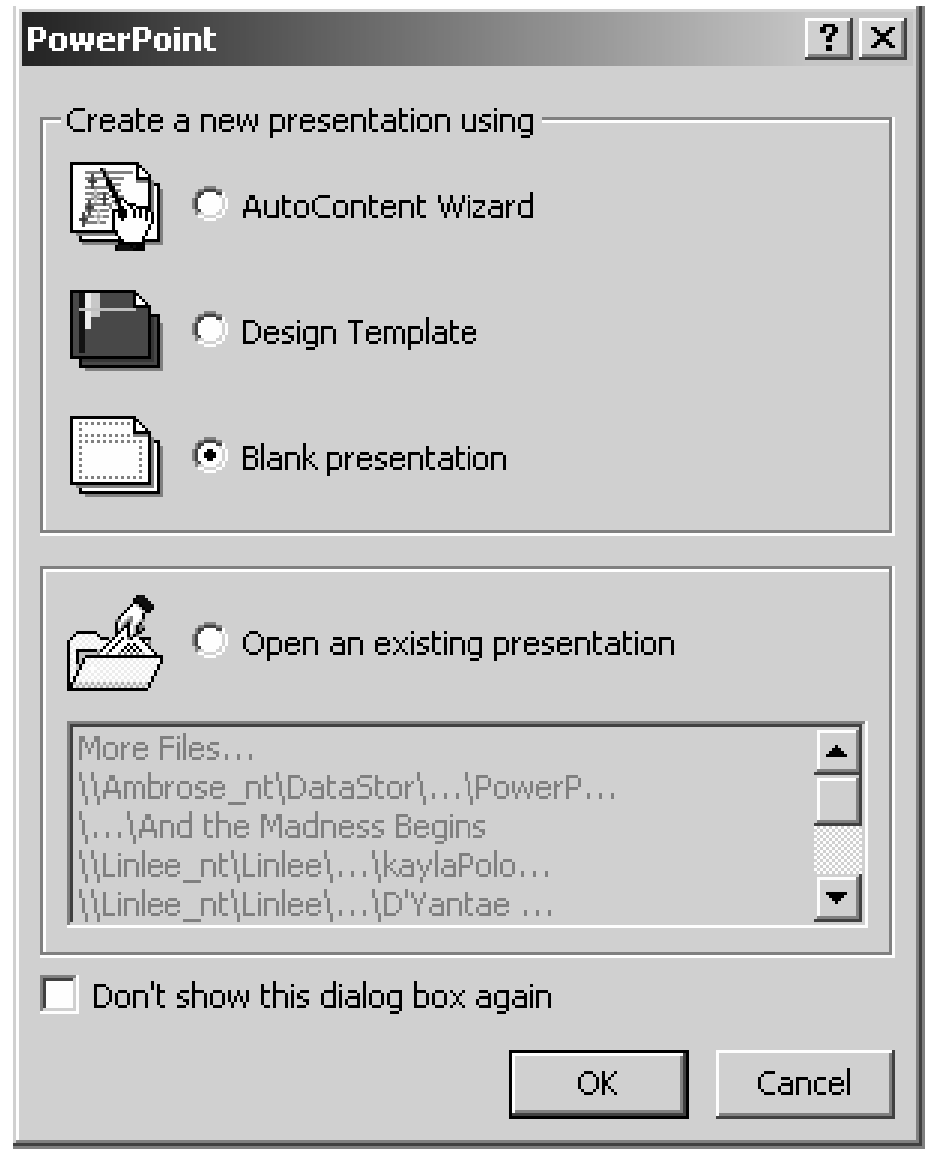 PowerPoint
Create a new presentation using
AutoContent Wizard
Design Template
Blank presentation
Open an existing presentation
More Files...
\\Ambrose_nt\DataStor\...\PowerP...
\...\And the Madness Begins
\\Linlee_nt\Linlee\...\kaylaPolo...
\\Linlee_nt\Linlee\...\D'Yantae ...
Don't show this dialog box again
OK Cancel